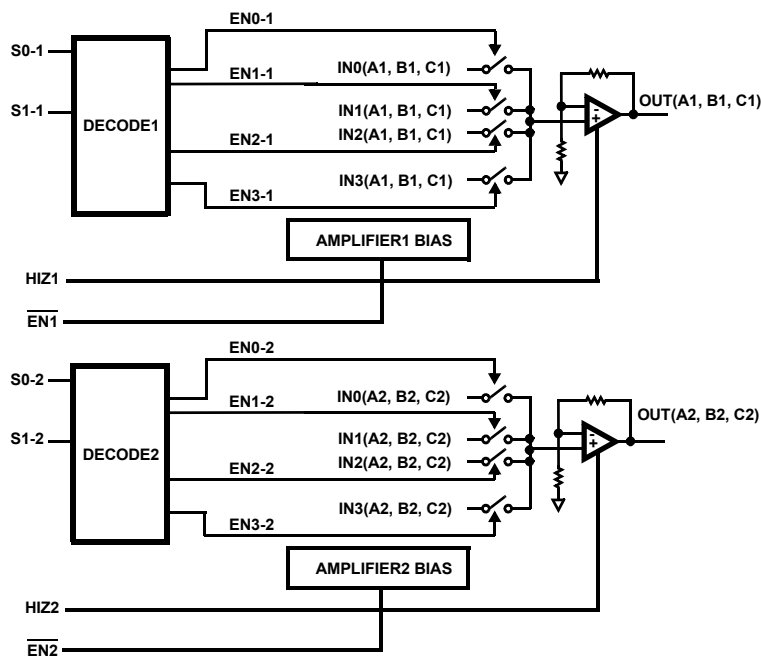 EN0-1
S0-1
IN0(A1, B1, C1)
EN1-1
OUT(A1, B1, C1)
S1-1
IN1(A1, B1, C1)
DECODE1
IN2(A1, B1, C1)
EN2-1
-
+
IN3(A1, B1, C1)
EN3-1
AMPLIFIER1 BIAS
HIZ1
EN1
EN0-2
S0-2
IN0(A2, B2, C2)
EN1-2
OUT(A2, B2, C2)
S1-2
IN1(A2, B2, C2)
DECODE2
IN2(A2, B2, C2)
EN2-2
-
+
IN3(A2, B2, C2)
EN3-2
AMPLIFIER2 BIAS
HIZ2
EN2